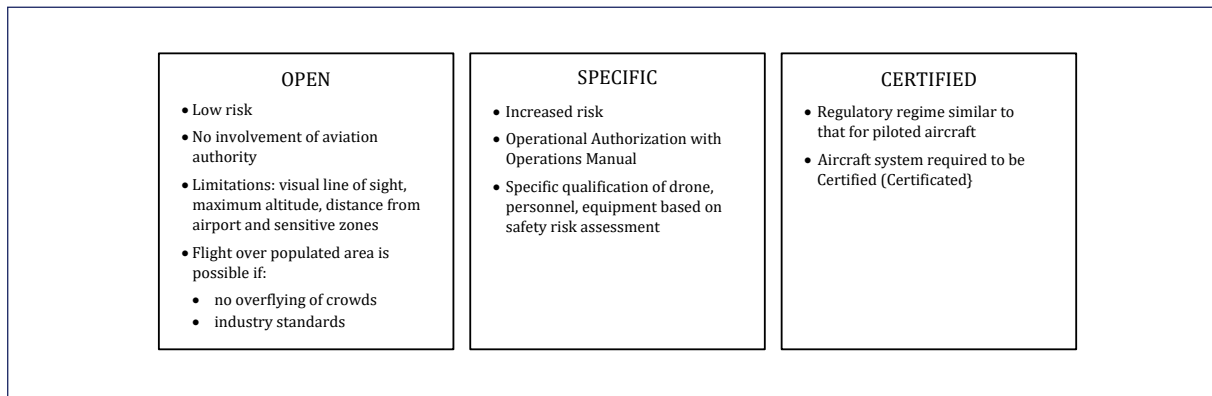 OPEN
• Low risk
• No involvement of aviation
authority
• Limitations: visual line of sight,
maximum altitude, distance from
airport and sensitive zones
• Flight over populated area is
possible if:
• no overflying of crowds
• industry standards
SPECIFIC
• Increased risk
• Operational Authorization with
Operations Manual
• Specific qualification of drone,
personnel, equipment based on
safety risk assessment
CERTIFIED
• Regulatory regime similar to
that for piloted aircraft
• Aircraft system required to be
Certified (Certificated}